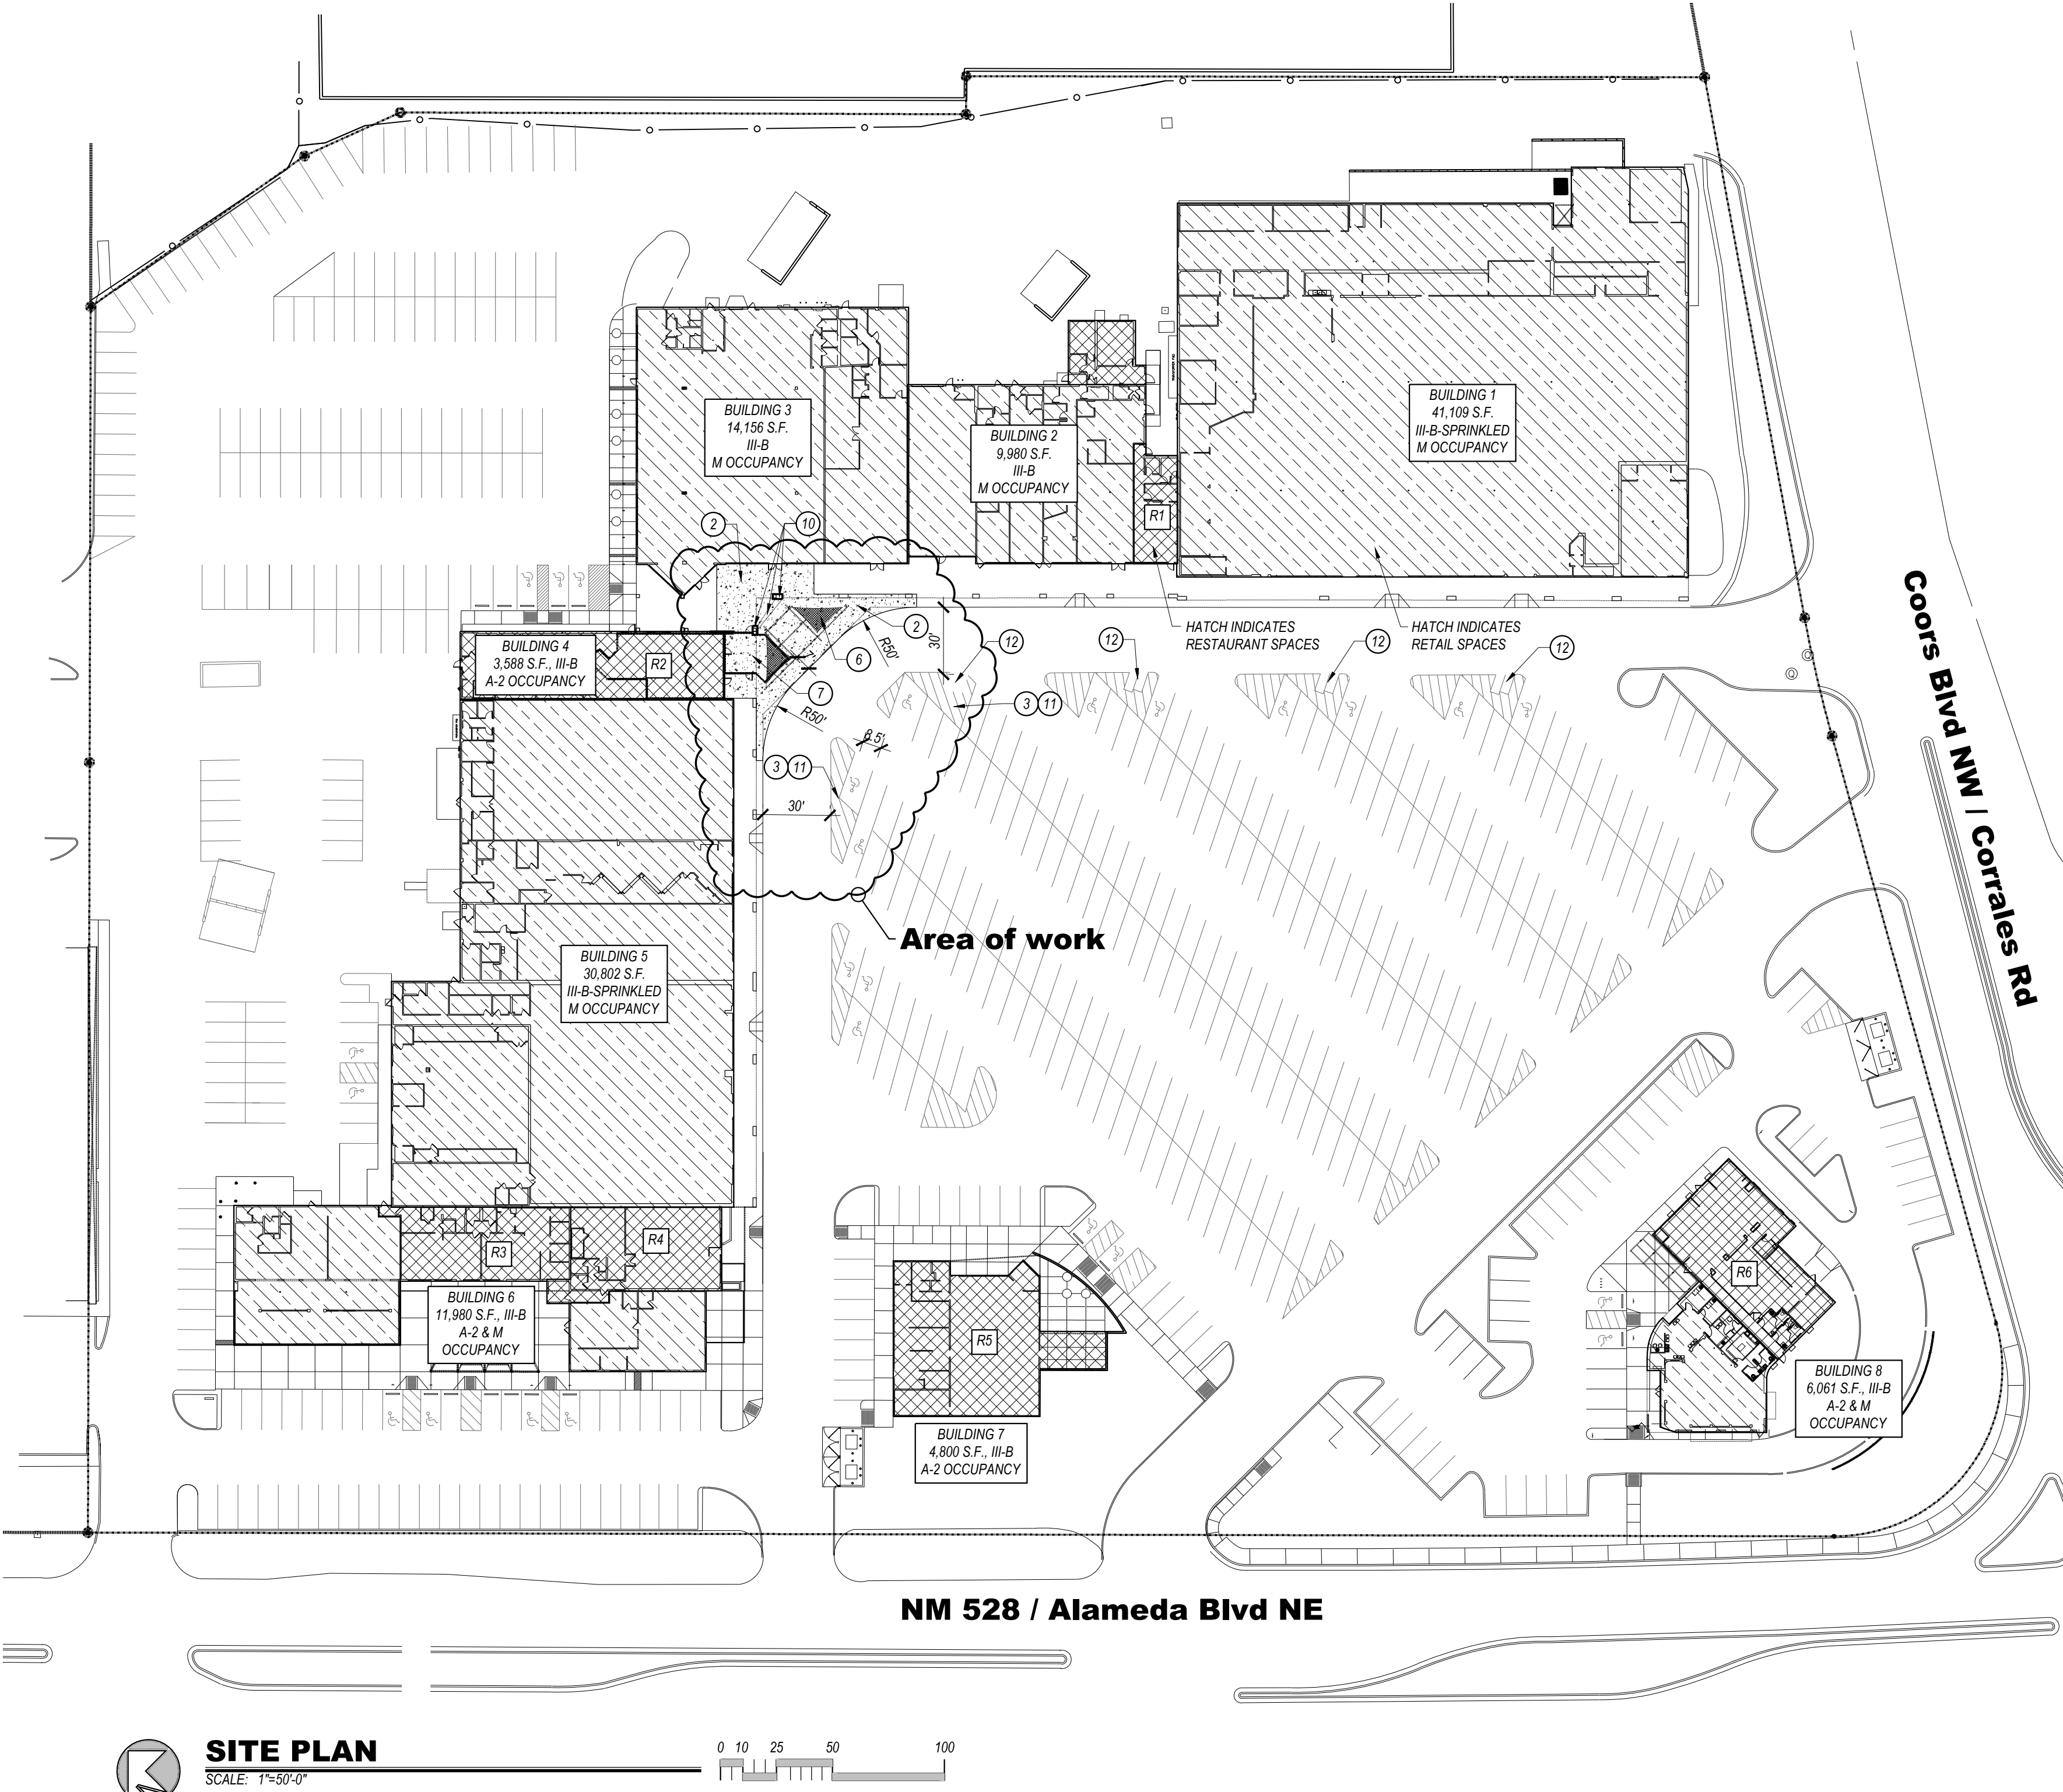 BUILDING 1
41,109 S.F.
III-B-SPRINKLED
M OCCUPANCY
BUILDING 3
14,156 S.F.
III-B
M OCCUPANCY
BUILDING 2
9,980 S.F.
III-B
M OCCUPANCY
R1
2
10
2
6
7
R50'
R50'
30'
12
12
12
12
HATCH INDICATES
RESTAURANT SPACES
HATCH INDICATES
RETAIL SPACES
BUILDING 4
3,588 S.F., III-B
A-2 OCCUPANCY
R2
3 11
8.5'
3 11
30'
Area of work
Coors Blvd NW / Corrales Rd
BUILDING 5
30,802 S.F.
III-B-SPRINKLED
M OCCUPANCY
R3
R4
BUILDING 6
11,980 S.F., III-B
A-2 & M
OCCUPANCY
R5
BUILDING 7
4,800 S.F., III-B
A-2 OCCUPANCY
R6
BUILDING 8
6,061 S.F., III-B
A-2 & M
OCCUPANCY
NM 528 / Alameda Blvd NE
SITE PLAN
SCALE: 1"=50'-0"
0 10 25 50 100